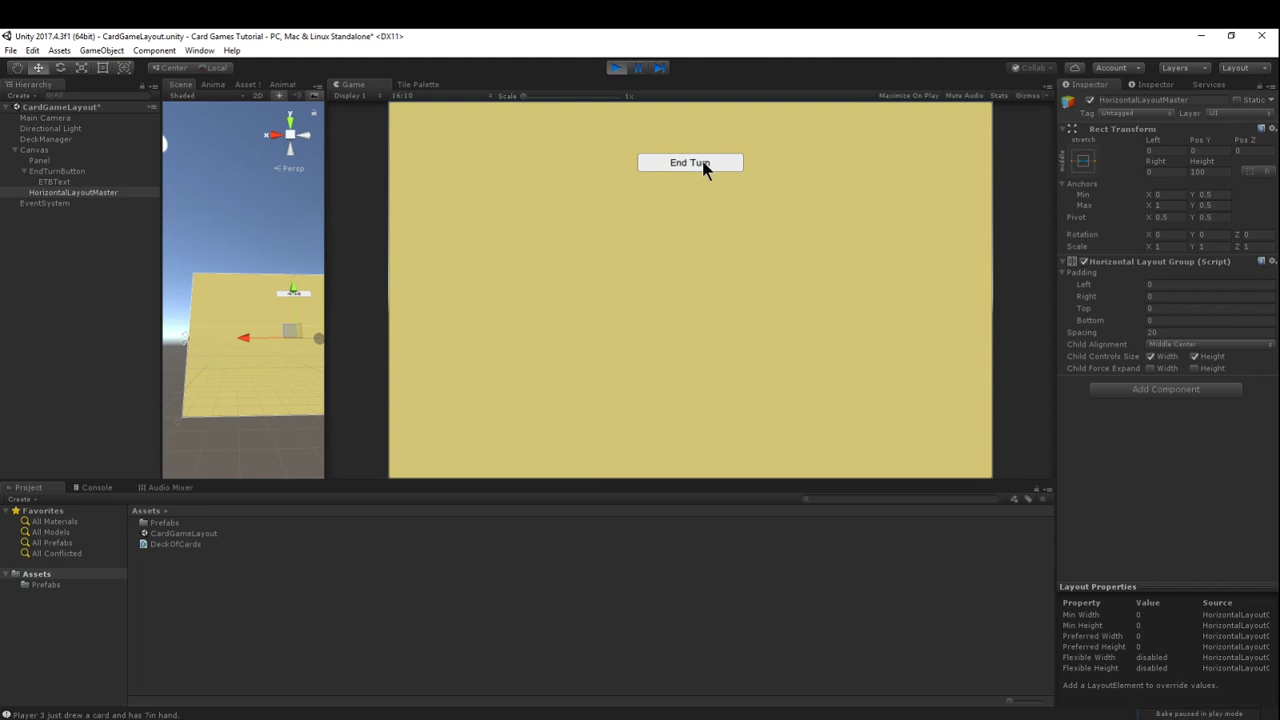 Unity 2017.4.3f1 (64bit) - CardGameLayout.unity - Card Games Tutorial - PC, Mac & Linux Standalone* <DX11>
File Edit Assets GameObject Component Window Help
Center Local Collab Account Layers Layout
Hierarchy Scene Anima Asset Animat Game Tile Palette Inspector Inspector Services
Create All Shaded 2D Display 1 16:10 Scale 1x Maximize On Play Mute Audio Stats Gizmos
HorizontalLayoutMaster Static
Tag Untagged Layer UI
CardGameLayout*
Main Camera
Directional Light
DeckManager
Canvas
Panel
EndTurnButton
ETBText
HorizontalLayoutMaster
EventSystem
Persp
End Turn
Rect Transform
stretch Left Pos Y Pos Z
middle 0 0 0
Right Height
0 100 R
Anchors
Min X 0 Y 0.5
Max X 1 Y 0.5
Pivot X 0.5 Y 0.5
Rotation X 0 Y 0 Z 0
Scale X 1 Y 1 Z 1
Horizontal Layout Group (Script)
Padding
Left 0
Right 0
Top 0
Bottom 0
Spacing 20
Child Alignment Middle Center
Child Controls Size Width Height
Child Force Expand Width Height
Add Component
Project Console Audio Mixer
Create
Favorites
All Materials
All Models
All Prefabs
All Conflicted
Assets
Prefabs
Assets
Prefabs
CardGameLayout
DeckOfCards
Layout Properties
Property Value Source
Min Width 0 HorizontalLayoutG
Min Height 0 HorizontalLayoutG
Preferred Width 0 HorizontalLayoutG
Preferred Height 0 HorizontalLayoutG
Flexible Width disabled HorizontalLayoutG
Flexible Height disabled HorizontalLayoutG
Add a LayoutElement to override values.
Player 3 just drew a card and has 7in hand.
Bake paused in play mode